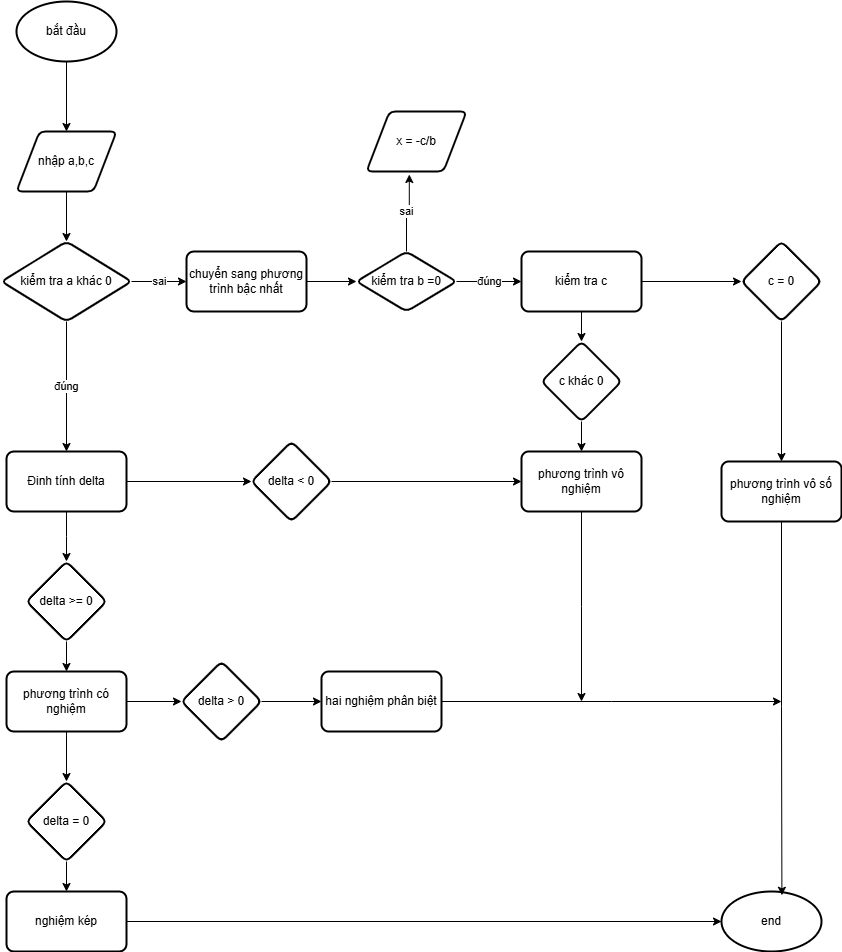 bắt đầu
nhập a,b,c
x = -c/b
sai
kiểm tra a khác 0
sai
chuyển sang phương
trình bậc nhất
kiểm tra b =0
đúng
kiểm tra c
c = 0
đúng
c khác 0
Đinh tính delta
delta < 0
phương trình vô
nghiệm
phương trình vô số
nghiệm
delta >= 0
phương trình có
nghiệm
delta > 0
hai nghiệm phân biệt
delta = 0
nghiệm kép
end